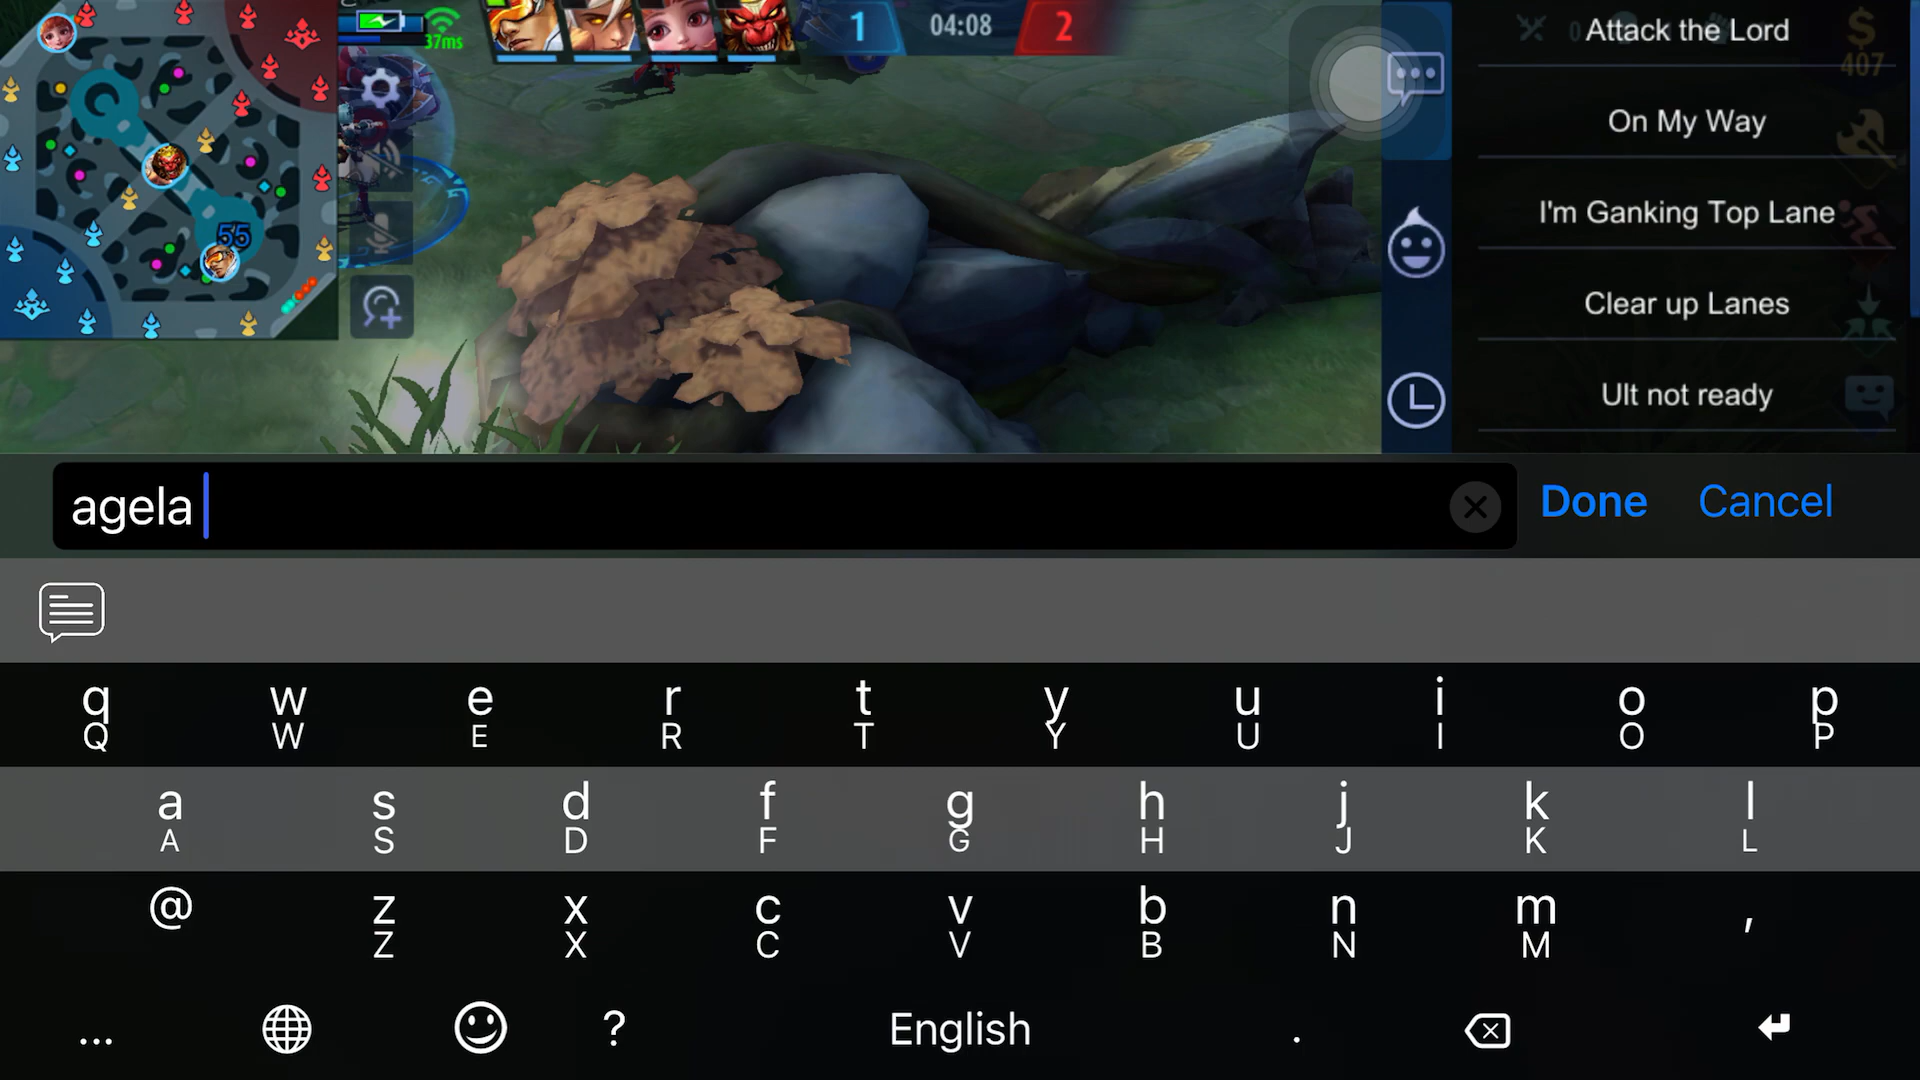 37ms
1
04:08
2
407
55
Attack the Lord
On My Way
I'm Ganking Top Lane
Clear up Lanes
Ult not ready
agela
Done
Cancel
q w e r t y u i o p
Q W E R T Y U I O P
a s d f g h j k l
A S D F G H J K L
@ z x c v b n m ,
Z X C V B N M
... ? English .